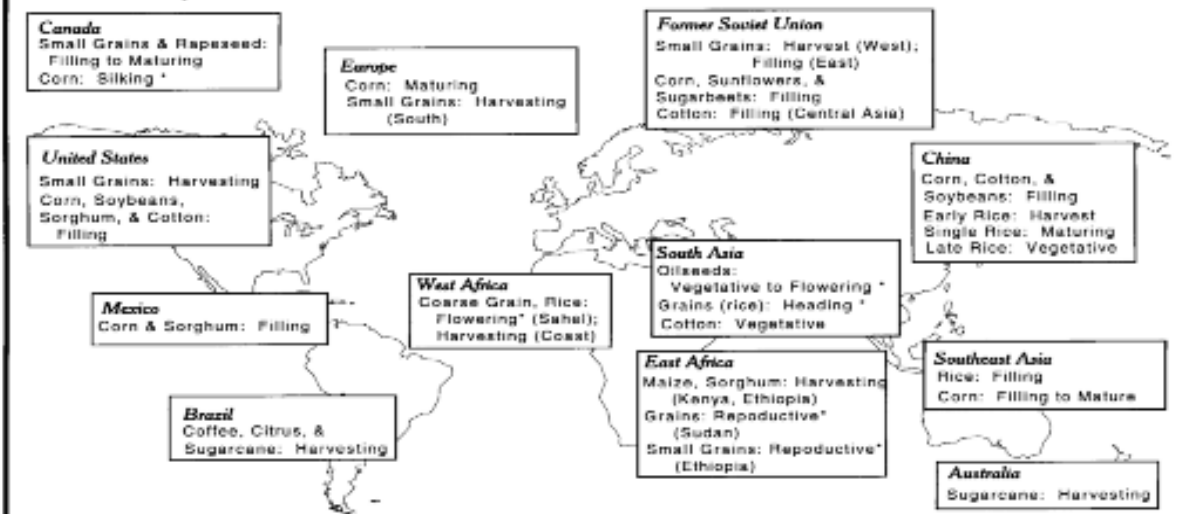 Canada
Small Grains & Rapeseed:
Filling to Maturing
Corn: Silking *
Europe
Corn: Maturing
Small Grains: Harvesting
(South)
Former Soviet Union
Small Grains: Harvest (West);
Filling (East)
Corn, Sunflowers, &
Sugarbeets: Filling
Cotton: Filling (Central Asia)
United States
Small Grains: Harvesting
Corn, Soybeans,
Sorghum, & Cotton:
Filling
China
Corn, Cotton, &
Soybeans: Filling
Early Rice: Harvest
Single Rice: Maturing
Late Rice: Vegetative
South Asia
Oilseeds:
Vegetative to Flowering *
Grains (rice): Heading *
Cotton: Vegetative
West Africa
Coarse Grain, Rice:
Flowering* (Sahel);
Harvesting (Coast)
Mexico
Corn & Sorghum: Filling
East Africa
Maize, Sorghum: Harvesting
(Kenya, Ethiopia)
Grains: Repoductive*
(Sudan)
Small Grains: Repoductive*
(Ethiopia)
Southeast Asia
Rice: Filling
Corn: Filling to Mature
Brazil
Coffee, Citrus, &
Sugarcane: Harvesting
Australia
Sugarcane: Harvesting